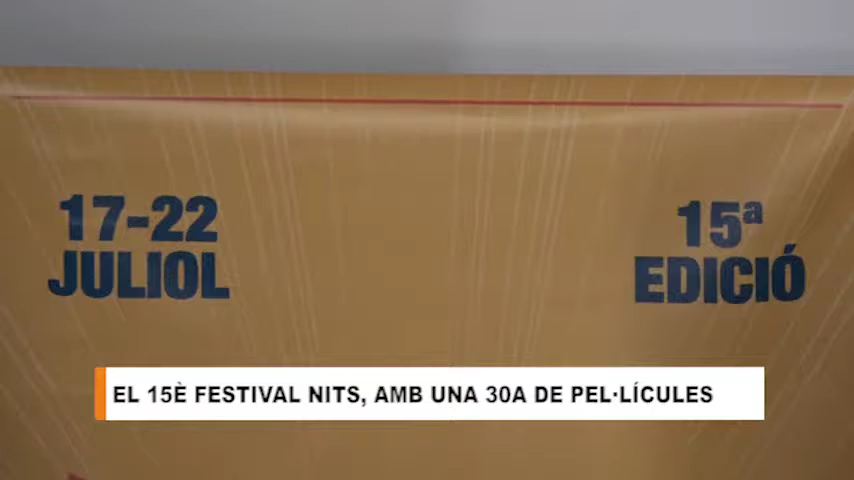 17-22
JULIOL
15ª
EDICIÓ
EL 15È FESTIVAL NITS, AMB UNA 30A DE PEL·LÍCULES